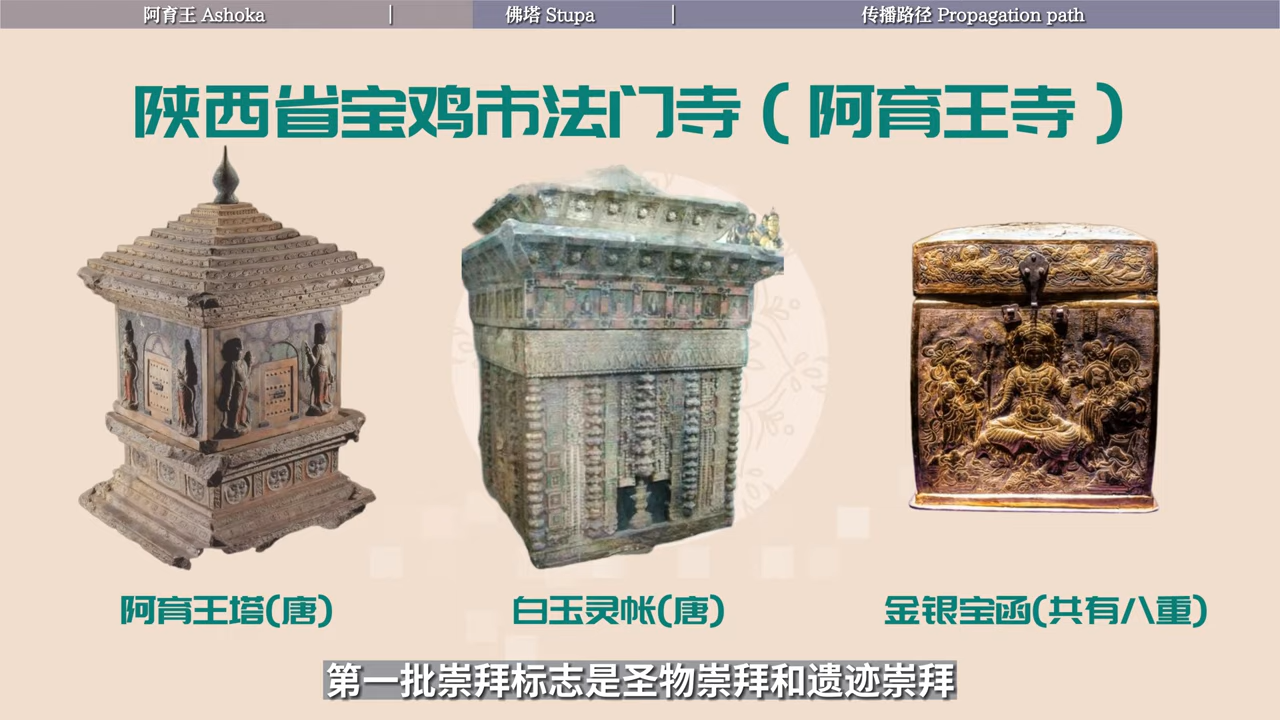 阿育王 Ashoka | 佛塔 Stupa | 传播路径 Propagation path
陕西省宝鸡市法门寺（阿育王寺）
阿育王塔(唐)
白玉灵帐(唐)
金银宝函(共有八重)
第一批崇拜标志是圣物崇拜和遗迹崇拜